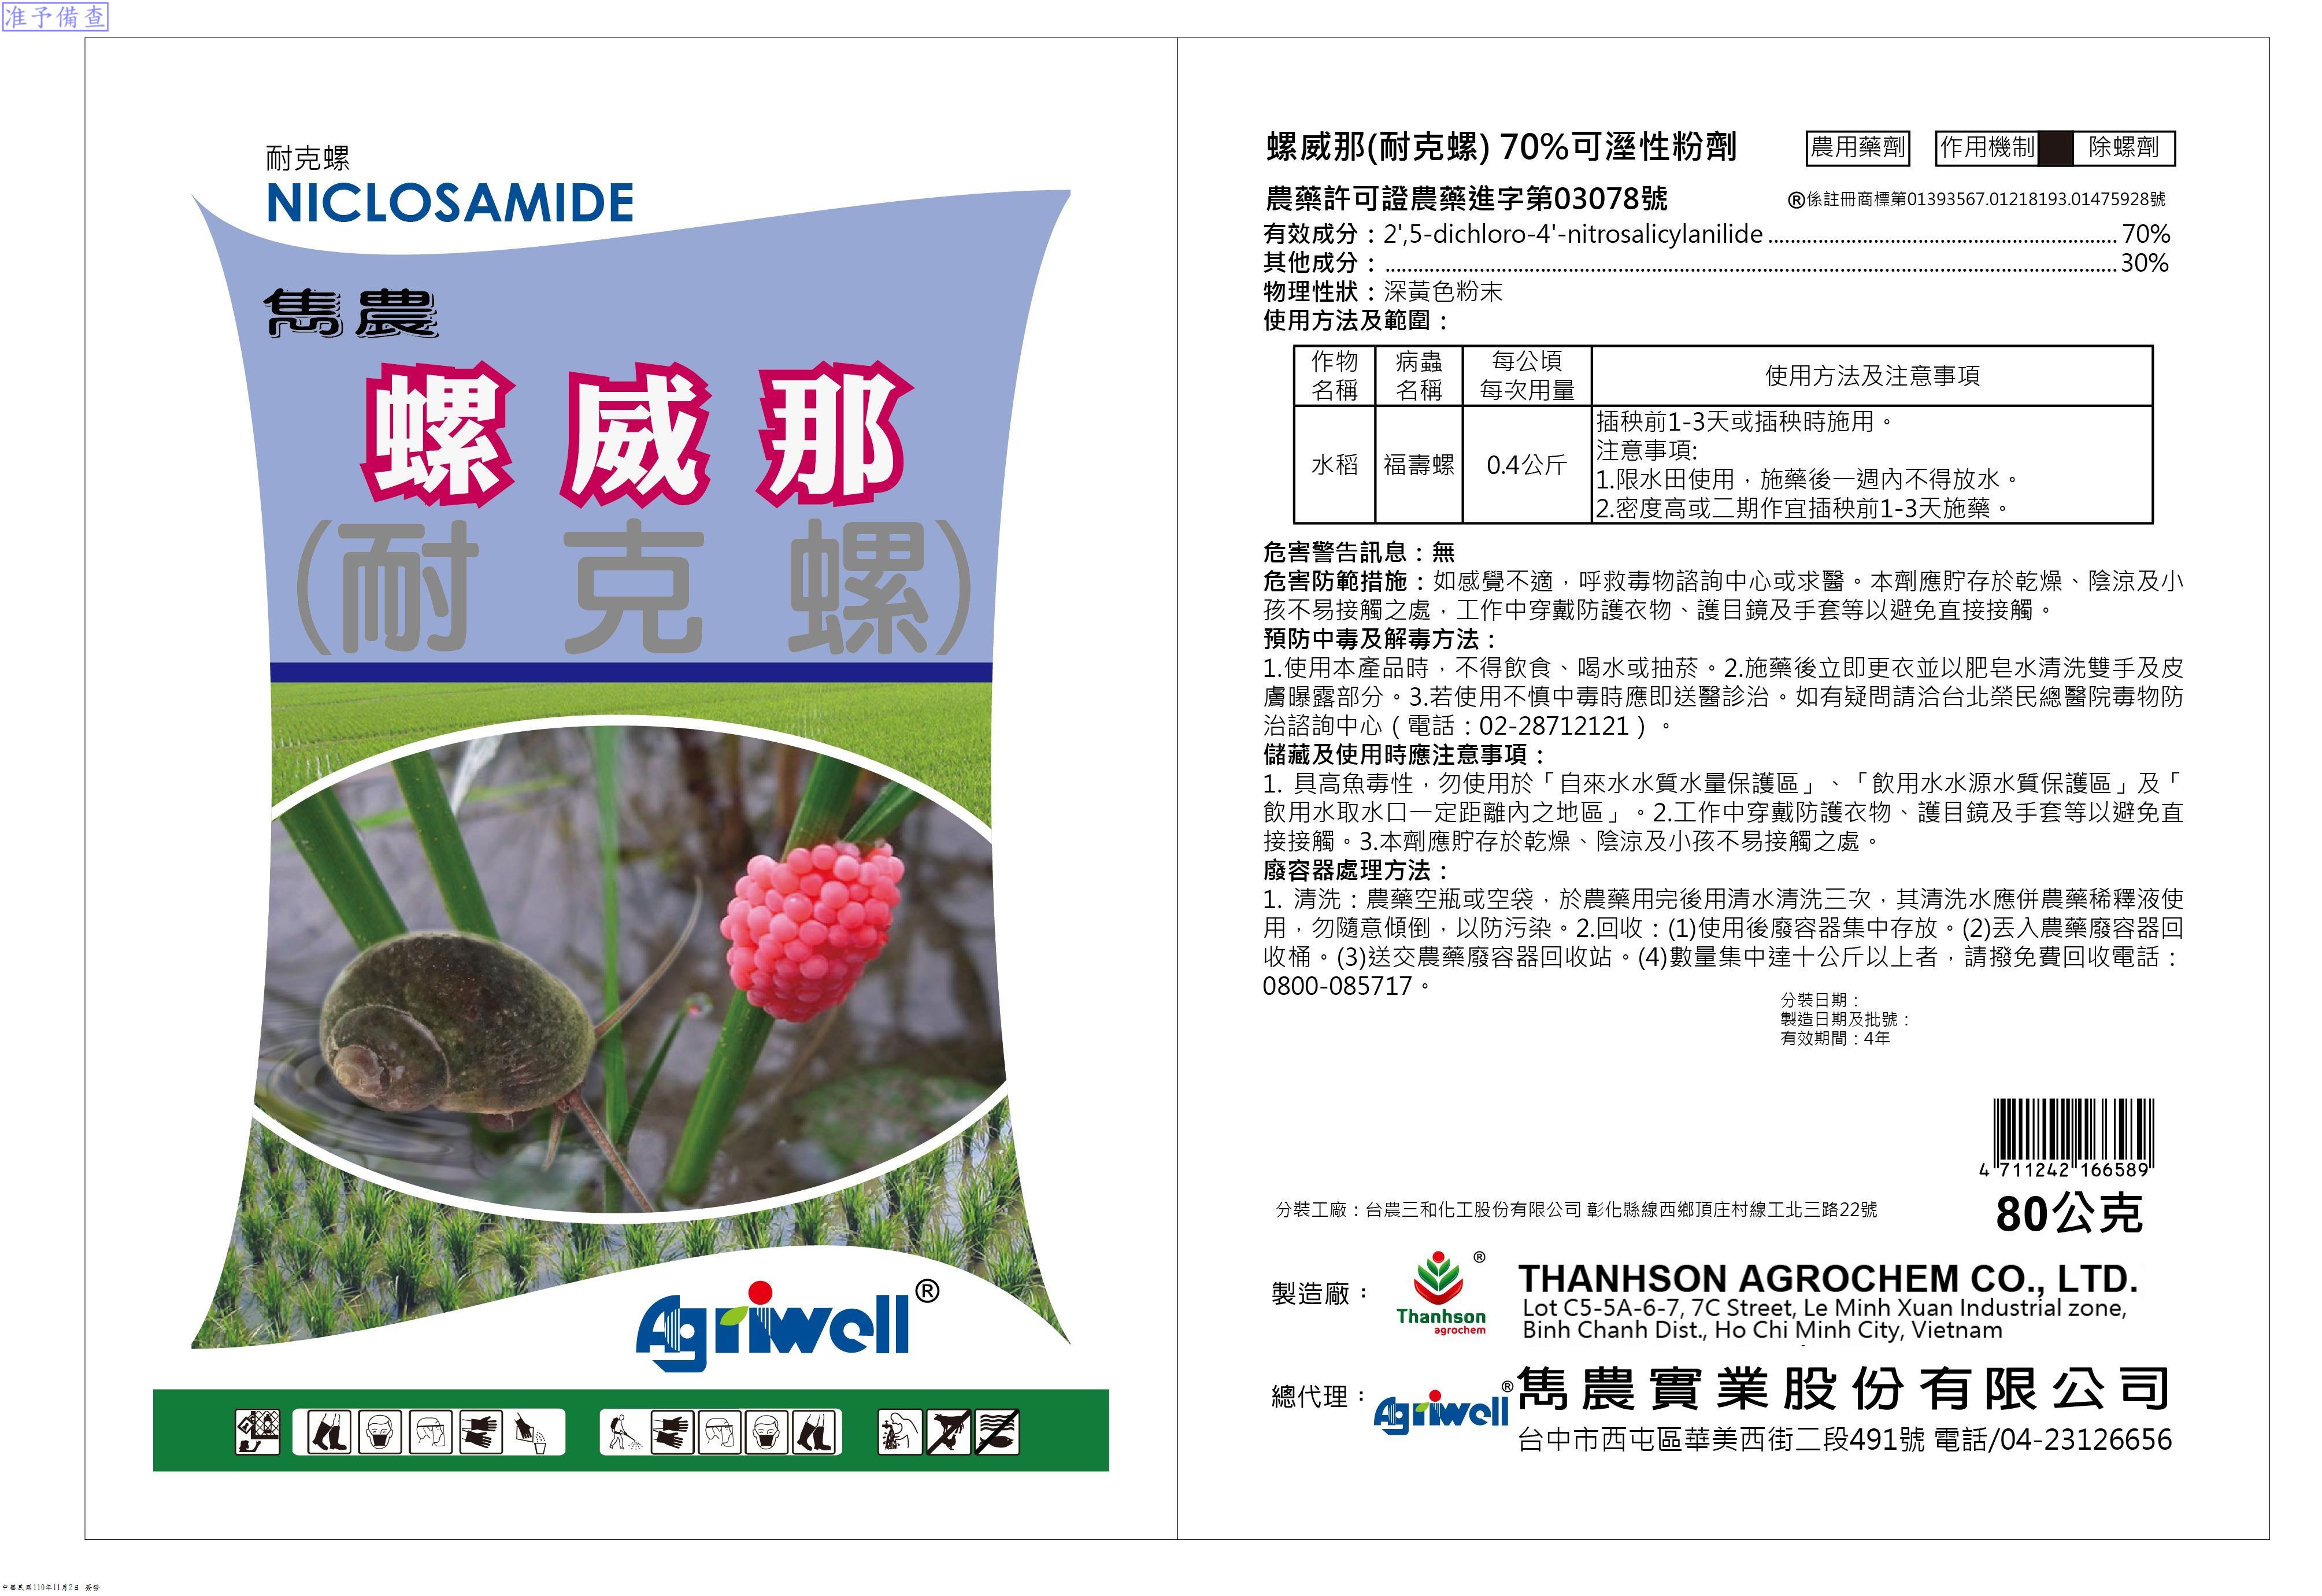 准予備查
耐克螺
NICLOSAMIDE
雋農
螺威那
(耐克螺)
Agriwell®
螺威那(耐克螺) 70%可溼性粉劑
農用藥劑
作用機制 除螺劑
農藥許可證農藥進字第03078號
®係註冊商標第01393567.01218193.01475928號
有效成分：2',5-dichloro-4'-nitrosalicylanilide 70%
其他成分： 30%
物理性狀：深黃色粉末
使用方法及範圍：
作物名稱 病蟲名稱 每公頃每次用量 使用方法及注意事項
水稻 福壽螺 0.4公斤
插秧前1-3天或插秧時施用。
注意事項:
1.限水田使用，施藥後一週內不得放水。
2.密度高或二期作宜插秧前1-3天施藥。
危害警告訊息：無
危害防範措施：如感覺不適，呼救毒物諮詢中心或求醫。本劑應貯存於乾燥、陰涼及小
孩不易接觸之處，工作中穿戴防護衣物、護目鏡及手套等以避免直接接觸。
預防中毒及解毒方法：
1.使用本產品時，不得飲食、喝水或抽菸。2.施藥後立即更衣並以肥皂水清洗雙手及皮
膚曝露部分。3.若使用不慎中毒時應即送醫診治。如有疑問請洽台北榮民總醫院毒物防
治諮詢中心（電話：02-28712121）。
儲藏及使用時應注意事項：
1. 具高魚毒性，勿使用於「自來水水質水量保護區」、「飲用水水源水質保護區」及「
飲用水取水口一定距離內之地區」。2.工作中穿戴防護衣物、護目鏡及手套等以避免直
接接觸。3.本劑應貯存於乾燥、陰涼及小孩不易接觸之處。
廢容器處理方法：
1. 清洗：農藥空瓶或空袋，於農藥用完後用清水清洗三次，其清洗水應併農藥稀釋液使
用，勿隨意傾倒，以防污染。2.回收：(1)使用後廢容器集中存放。(2)丟入農藥廢容器回
收桶。(3)送交農藥廢容器回收站。(4)數量集中達十公斤以上者，請撥免費回收電話：
0800-085717。
分裝日期：
製造日期及批號：
有效期間：4年
4 711242 166589
80公克
分裝工廠：台農三和化工股份有限公司 彰化縣線西鄉頂庄村線工北三路22號
製造廠：
Thanhson®
agrochem
THANHSON AGROCHEM CO., LTD.
Lot C5-5A-6-7, 7C Street, Le Minh Xuan Industrial zone,
Binh Chanh Dist., Ho Chi Minh City, Vietnam
總代理：
Agriwell®
雋農實業股份有限公司
台中市西屯區華美西街二段491號 電話/04-23126656
中華民國110年11月2日 簽發